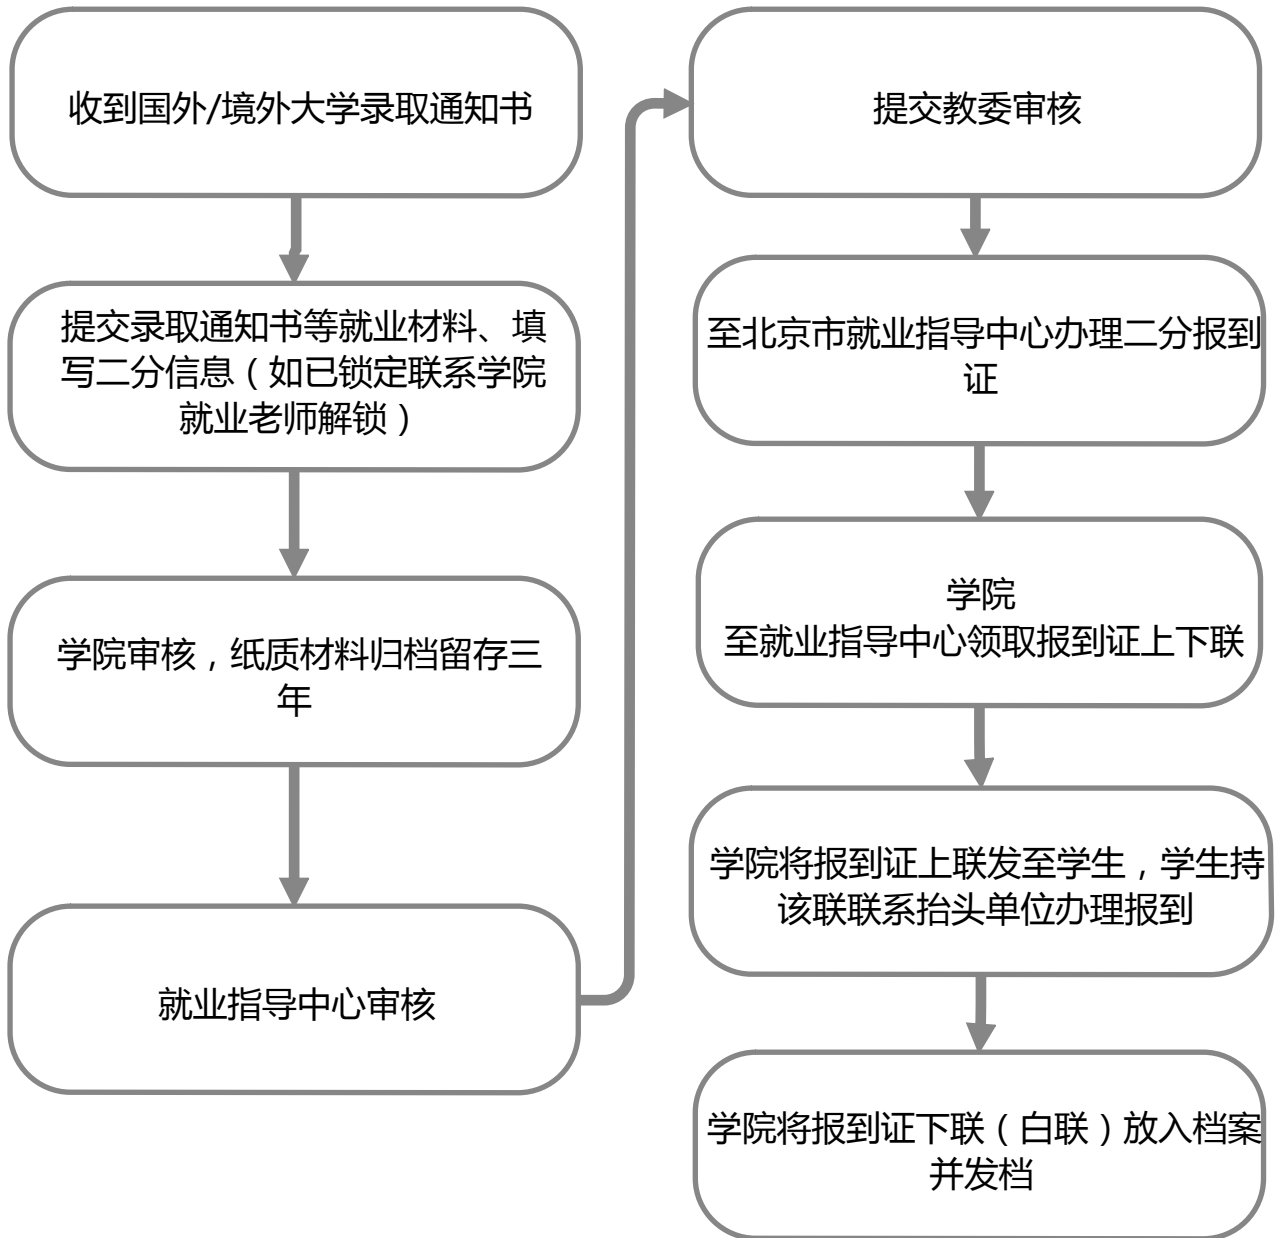 收到国外/境外大学录取通知书
提交录取通知书等就业材料、填
写二分信息（如已锁定联系学院
就业老师解锁）
学院审核，纸质材料归档留存三
年
就业指导中心审核
提交教委审核
至北京市就业指导中心办理二分报到
证
学院
至就业指导中心领取报到证上下联
学院将报到证上联发至学生，学生持
该联联系抬头单位办理报到
学院将报到证下联（白联）放入档案
并发档